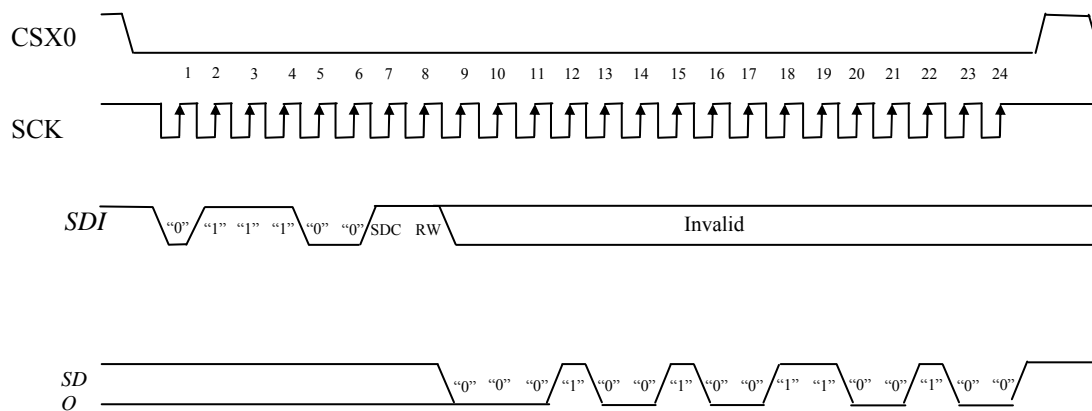 CSX0
1 2 3 4 5 6 7 8 9 10 11 12 13 14 15 16 17 18 19 20 21 22 23 24
SCK
SDI “0” “1” “1” “1” “0” “0” SDC RW Invalid
SD
O
“0” “0” “0” “1” “0” “0” “1” “0” “0” “1” “1” “0” “0” “1” “0” “0”